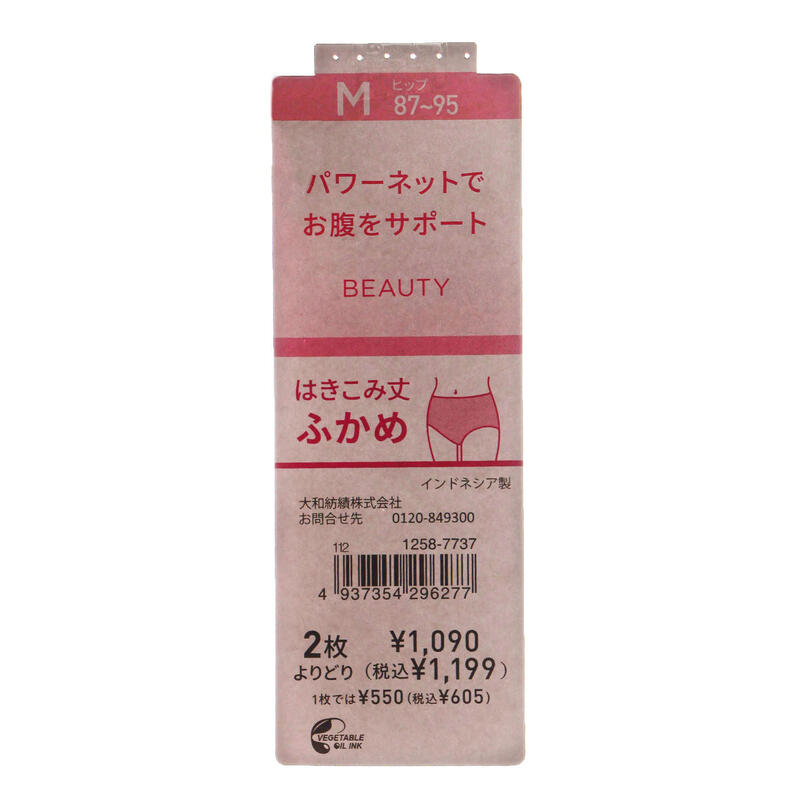 M ヒップ 87~95
パワーネットで
お腹をサポート
BEAUTY
はきこみ丈
ふかめ
インドネシア製
大和紡績株式会社
お問合せ先 0120-849300
112 1258-7737
4 937354 296277
2枚 ¥1,090
よりどり (税込¥1,199)
1枚では¥550(税込¥605)
VEGETABLE
OIL INK